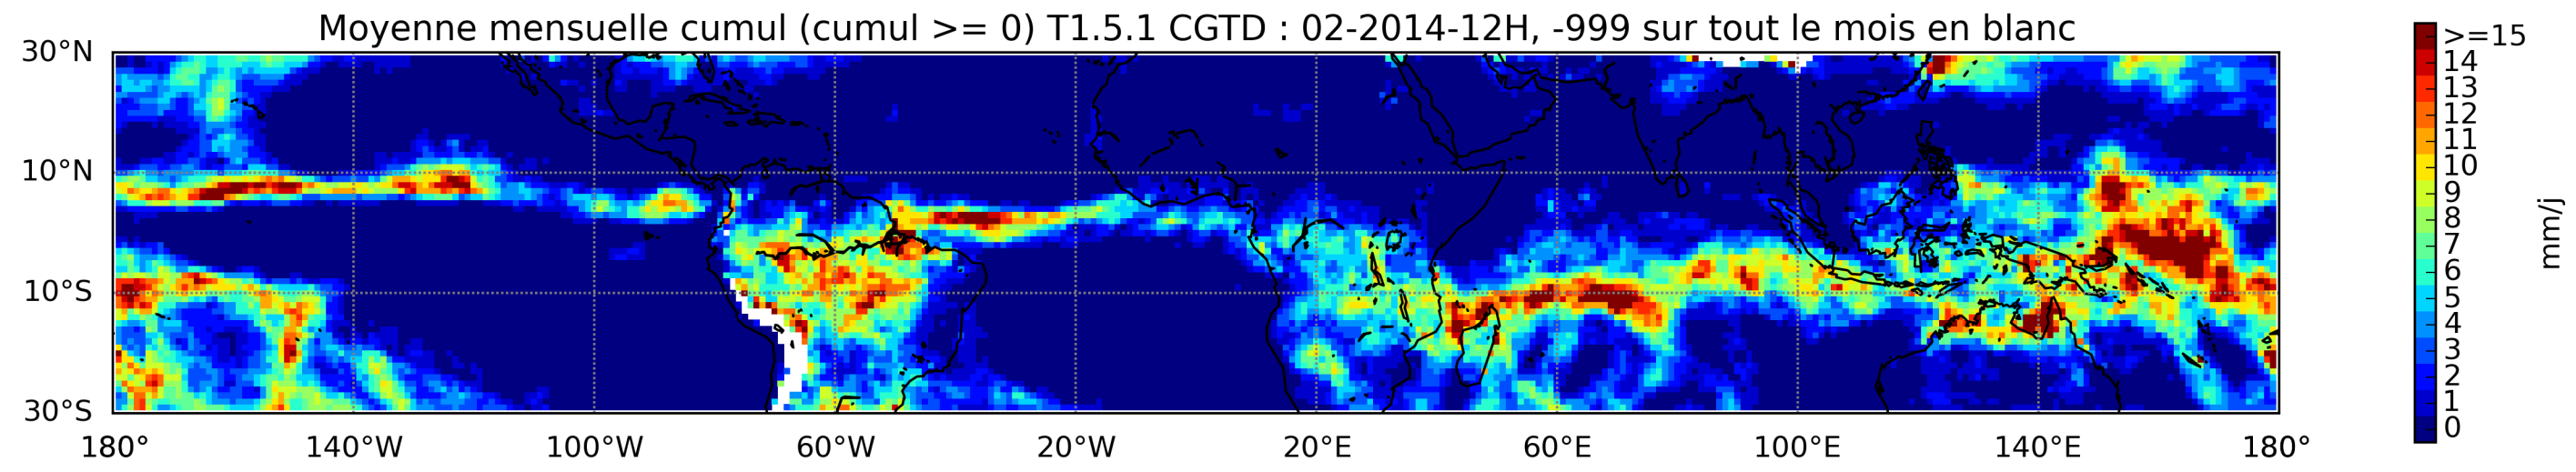 Moyenne mensuelle cumul (cumul >= 0) T1.5.1 CGTD : 02-2014-12H, -999 sur tout le mois en blanc
30°N
10°N
10°S
30°S
180°
140°W
100°W
60°W
20°W
20°E
60°E
100°E
140°E
180°
>=15
14
13
12
11
10
9
8
7
6
5
4
3
2
1
0
mm/j